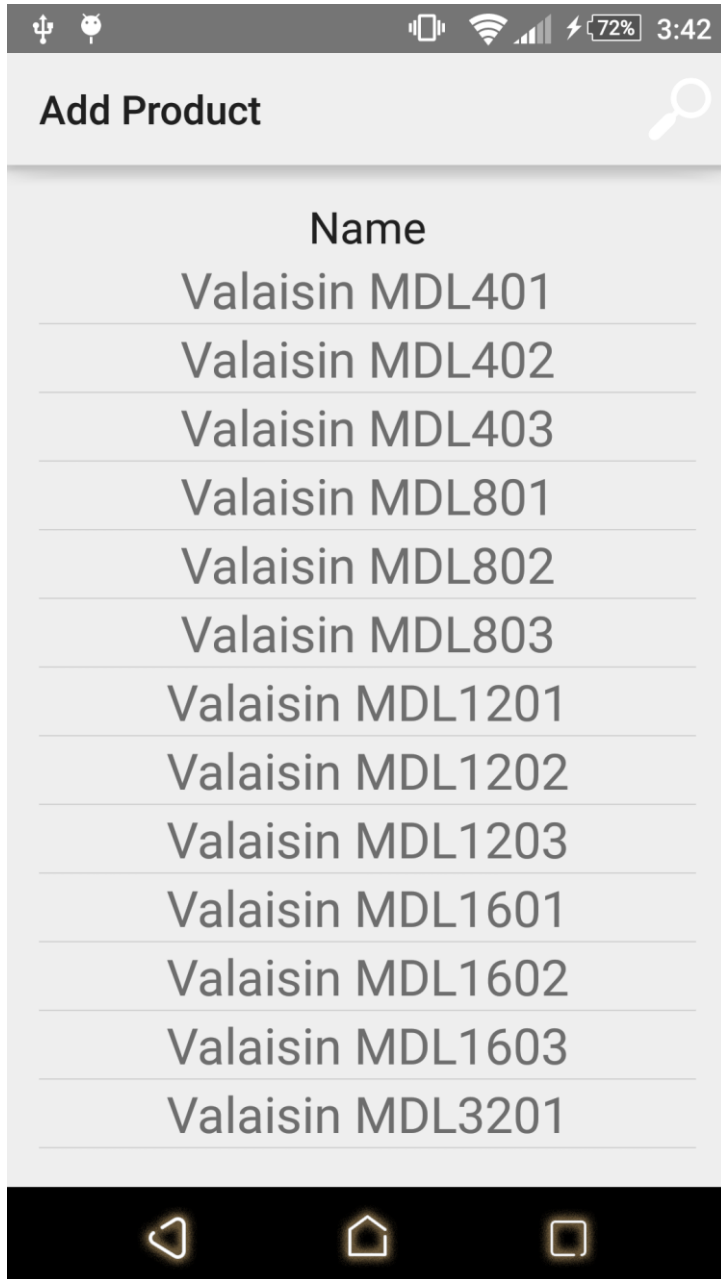 72% 3:42
Add Product
Name
Valaisin MDL401
Valaisin MDL402
Valaisin MDL403
Valaisin MDL801
Valaisin MDL802
Valaisin MDL803
Valaisin MDL1201
Valaisin MDL1202
Valaisin MDL1203
Valaisin MDL1601
Valaisin MDL1602
Valaisin MDL1603
Valaisin MDL3201